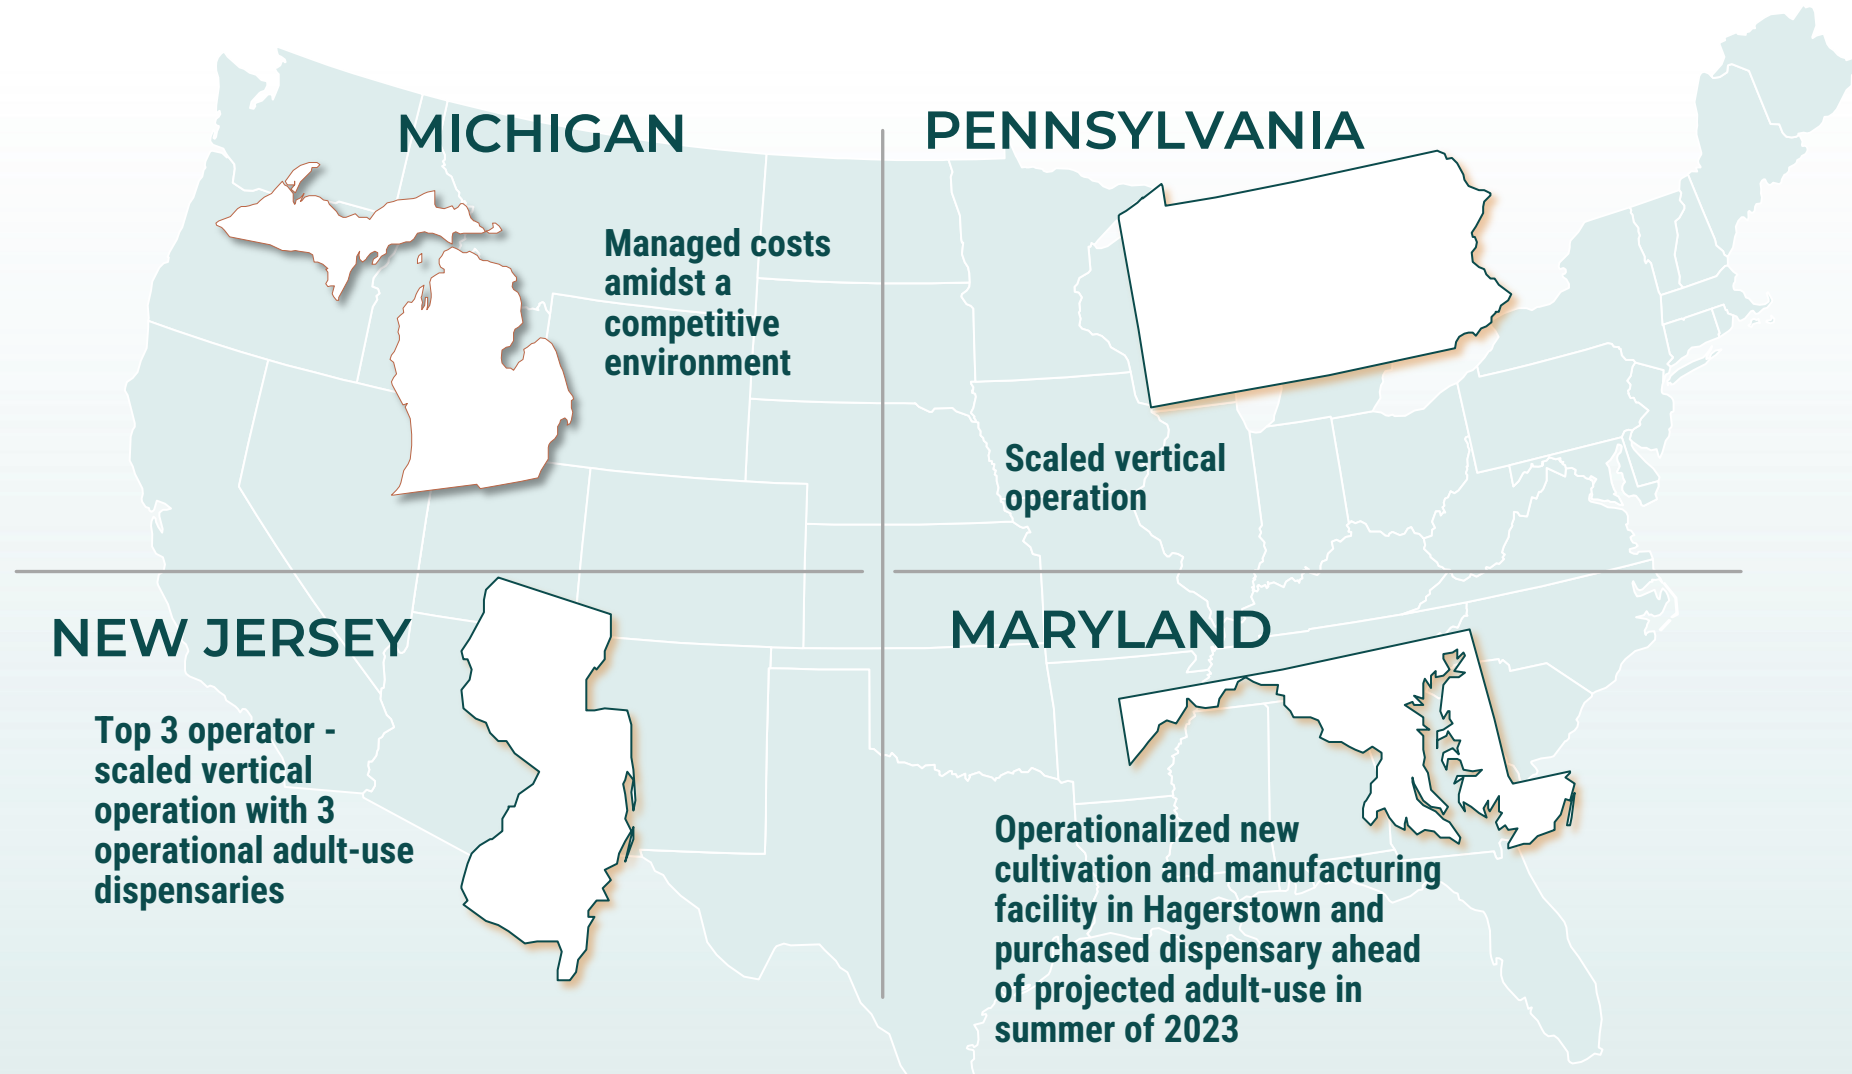 MICHIGAN
Managed costs
amidst a
competitive
environment
PENNSYLVANIA
Scaled vertical
operation
NEW JERSEY
Top 3 operator -
scaled vertical
operation with 3
operational adult-use
dispensaries
MARYLAND
Operationalized new
cultivation and manufacturing
facility in Hagerstown and
purchased dispensary ahead
of projected adult-use in
summer of 2023